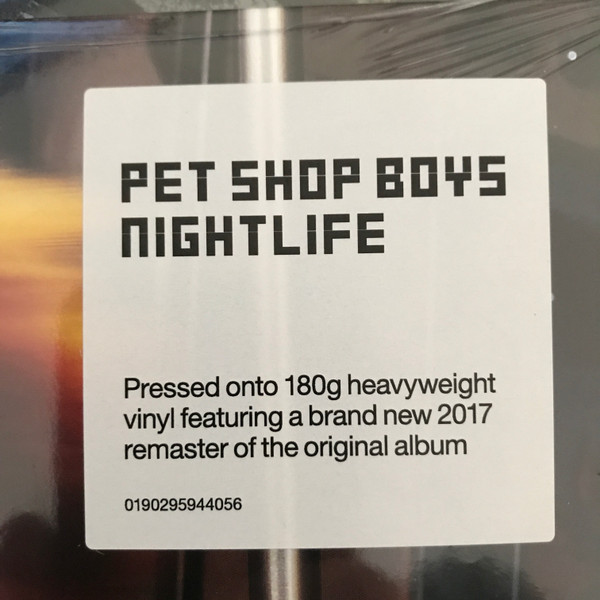 PET SHOP BOYS
NIGHTLIFE
Pressed onto 180g heavyweight
vinyl featuring a brand new 2017
remaster of the original album
0190295944056